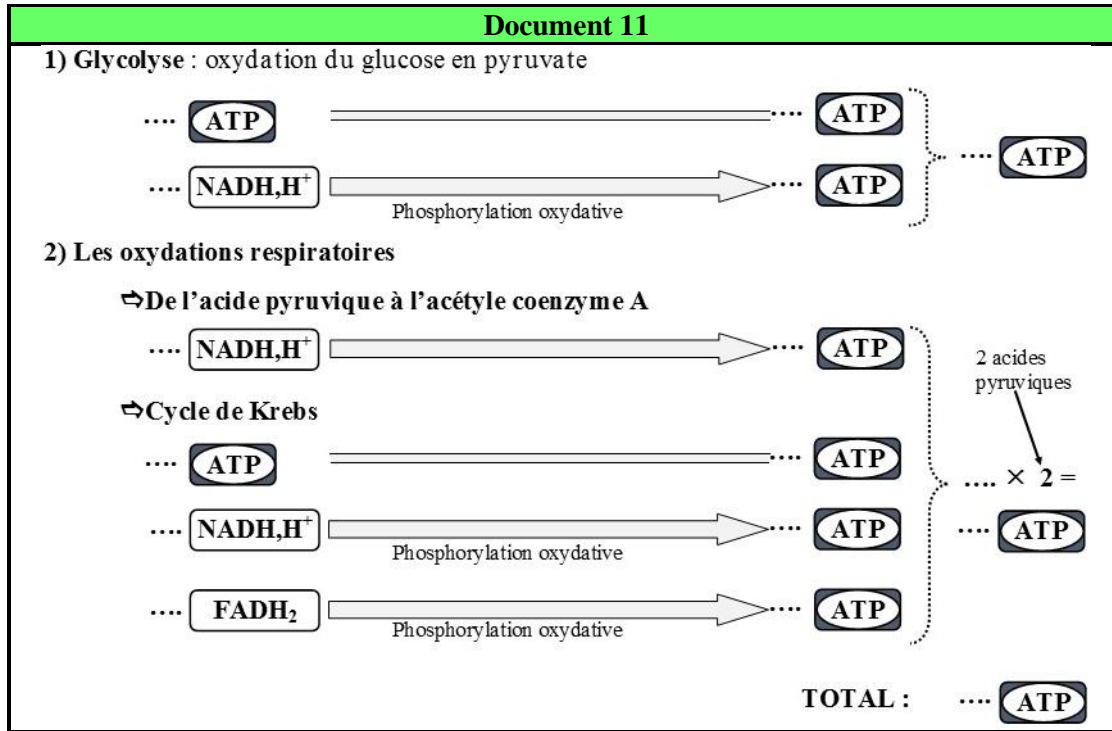 Document 11
1) Glycolyse : oxydation du glucose en pyruvate
.... ATP .... ATP
.... ATP
.... NADH,H⁺ .... ATP
Phosphorylation oxydative
2) Les oxydations respiratoires
⇨De l'acide pyruvique à l'acétyle coenzyme A
.... NADH,H⁺ .... ATP
2 acides
pyruviques
⇨Cycle de Krebs
.... ATP .... ATP
.... × 2 =
.... NADH,H⁺ .... ATP .... ATP
Phosphorylation oxydative
.... FADH₂ .... ATP
Phosphorylation oxydative
TOTAL : .... ATP